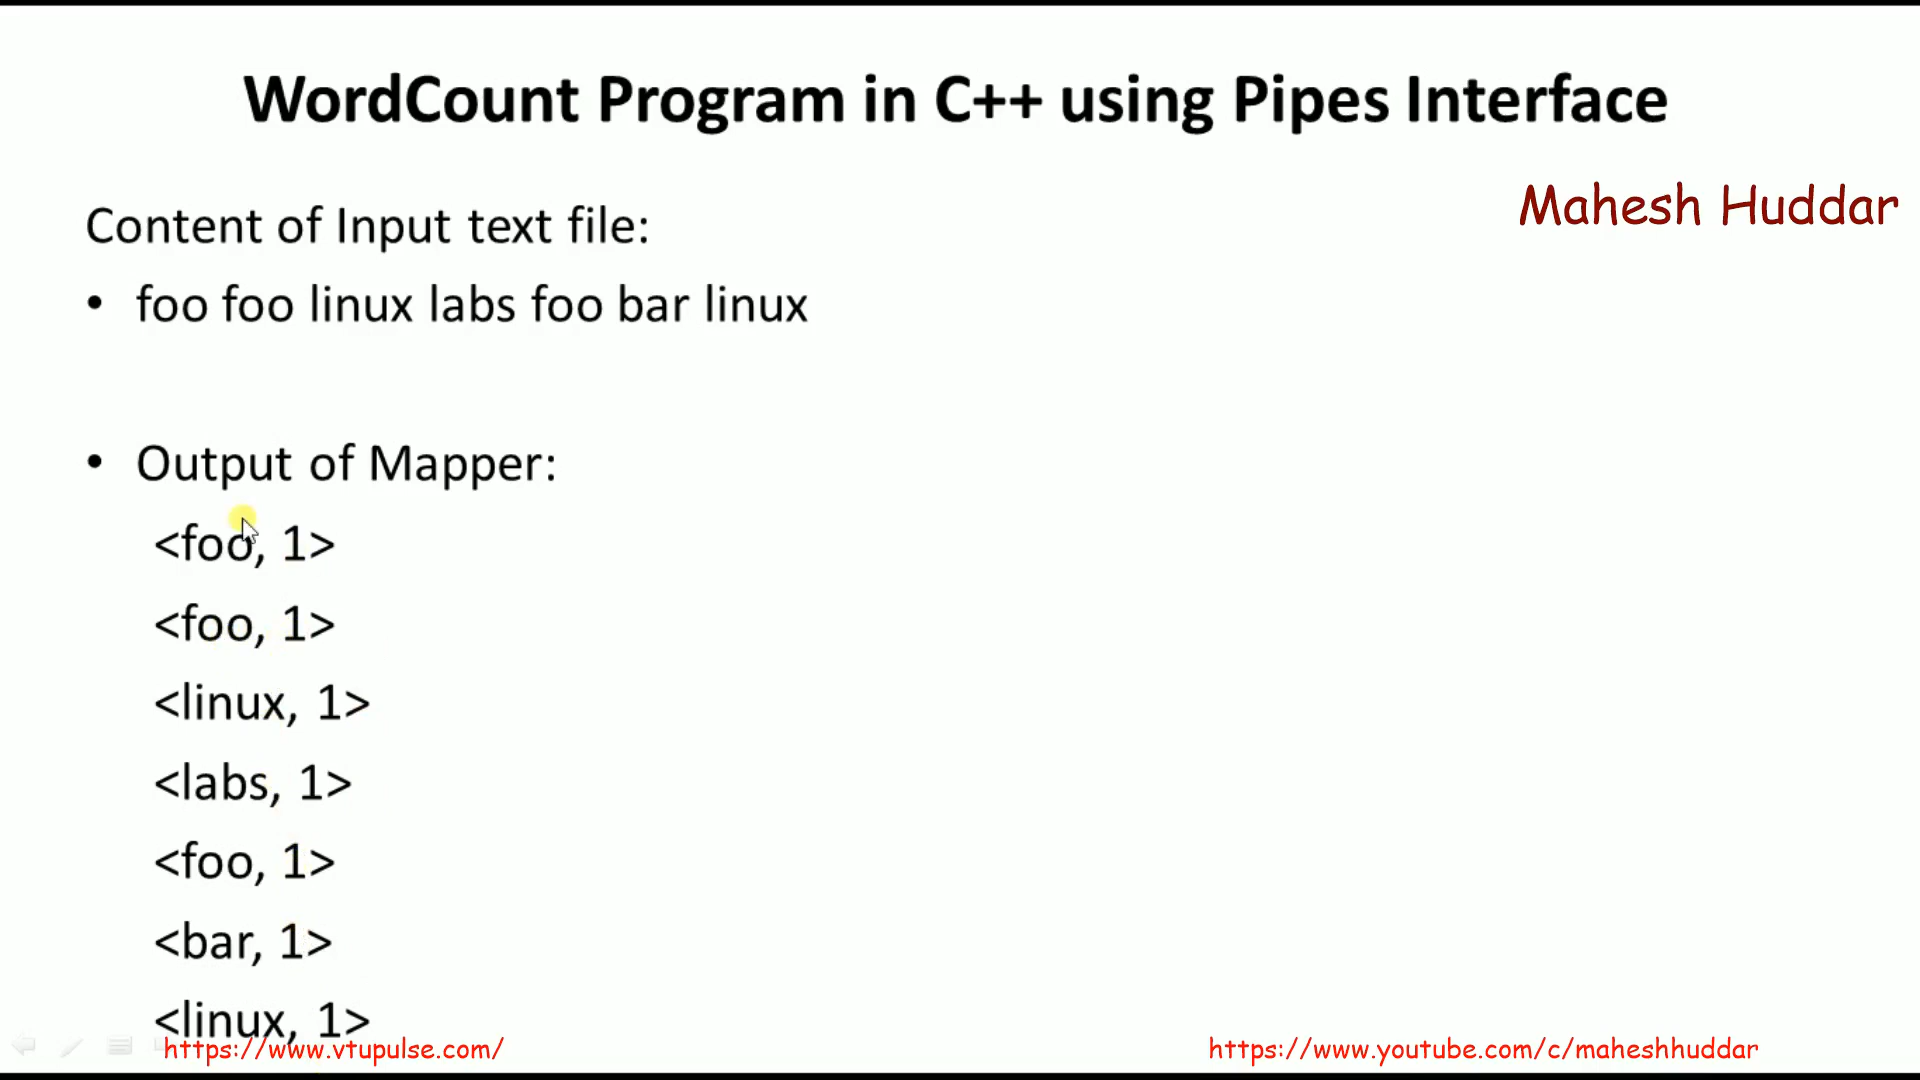 WordCount Program in C++ using Pipes Interface
Mahesh Huddar
Content of Input text file:
• foo foo linux labs foo bar linux
• Output of Mapper:
<foo, 1>
<foo, 1>
<linux, 1>
<labs, 1>
<foo, 1>
<bar, 1>
<linux, 1>
https://www.vtupulse.com/
https://www.youtube.com/c/maheshhuddar